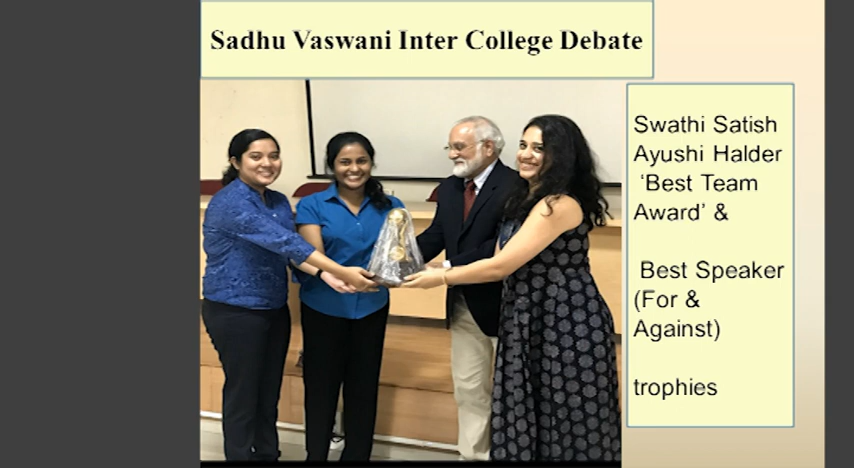 Sadhu Vaswani Inter College Debate
Swathi Satish
Ayushi Halder
‘Best Team
Award’ &
Best Speaker
(For &
Against)
trophies